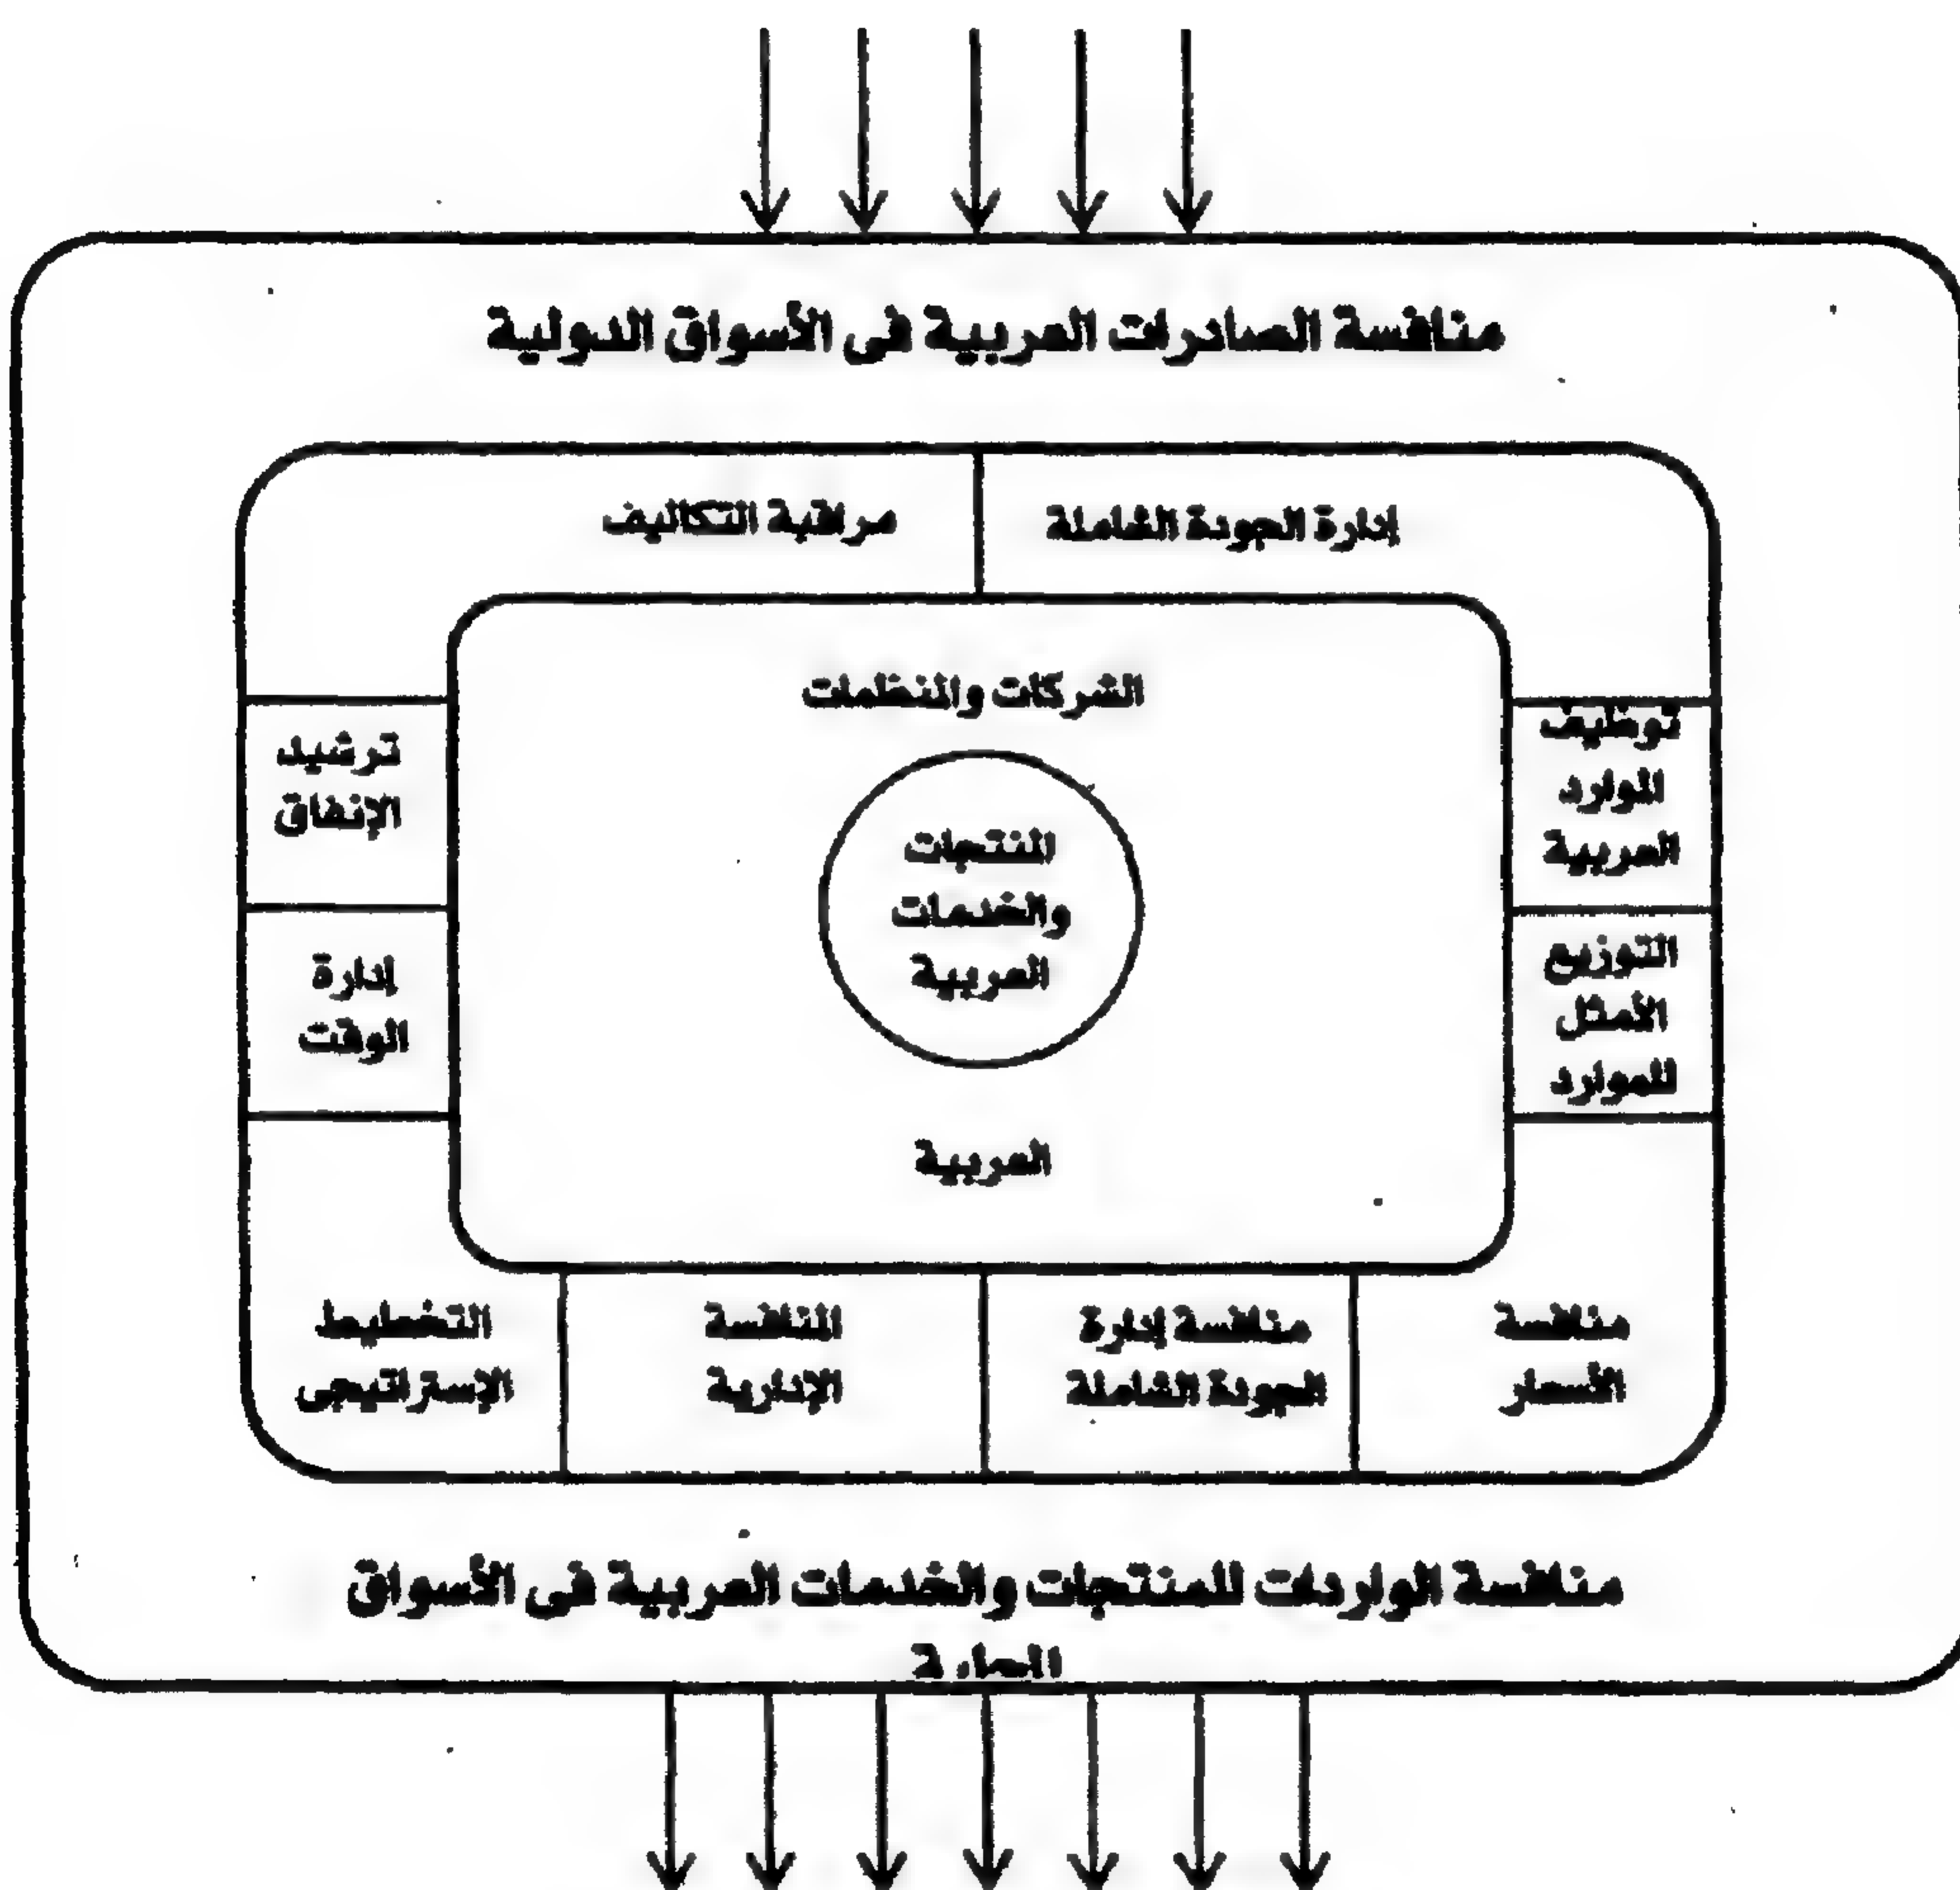 منافسة الصادرات العربية فى الأسواق الدولية
إدارة الجودة الشاملة
مراقبة التكاليف
الشركات والمنظمات
توظيف
الموارد
العربية
ترشيد
الإنفاق
المنتجات
والخدمات
العربية
التوزيع
الأمثل
للموارد
إدارة
الوقت
العربية
منافسة
الأسعار
منافسة إدارة
الجودة الشاملة
المنافسة
الإدارية
التخطيط
الإستراتيجى
منافسة الواردات للمنتجات والخدمات العربية فى الأسواق